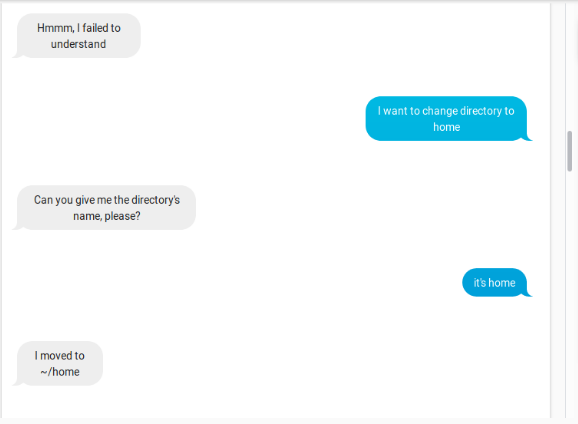 Hmmm, I failed to
understand
I want to change directory to
home
Can you give me the directory's
name, please?
it's home
I moved to
~/home